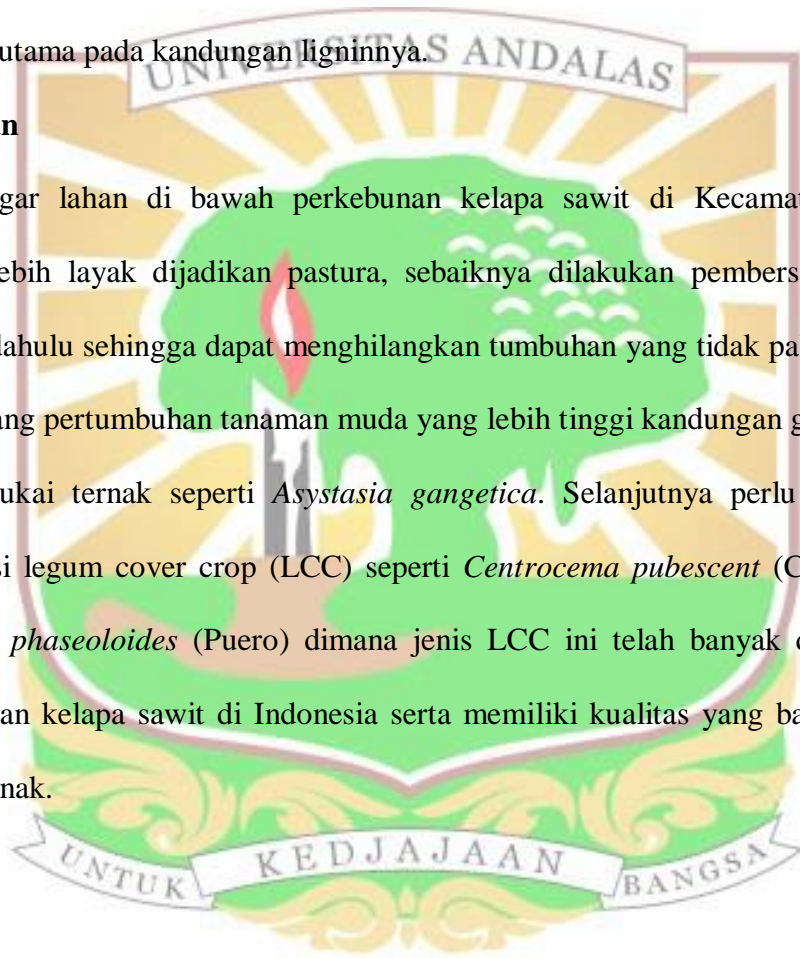 UNIVERSITAS ANDALAS
utama pada kandungan ligninnya.
gar lahan di bawah perkebunan kelapa sawit di Kecamat
ebih layak dijadikan pastura, sebaiknya dilakukan pembers
dahulu sehingga dapat menghilangkan tumbuhan yang tidak pa
ang pertumbuhan tanaman muda yang lebih tinggi kandungan g
ukai ternak seperti Asystasia gangetica. Selanjutnya perlu
si legum cover crop (LCC) seperti Centrocema pubescent (C
phaseoloides (Puero) dimana jenis LCC ini telah banyak
an kelapa sawit di Indonesia serta memiliki kualitas yang ba
nak.
UNTUK KEDJAJAAN BANGSA